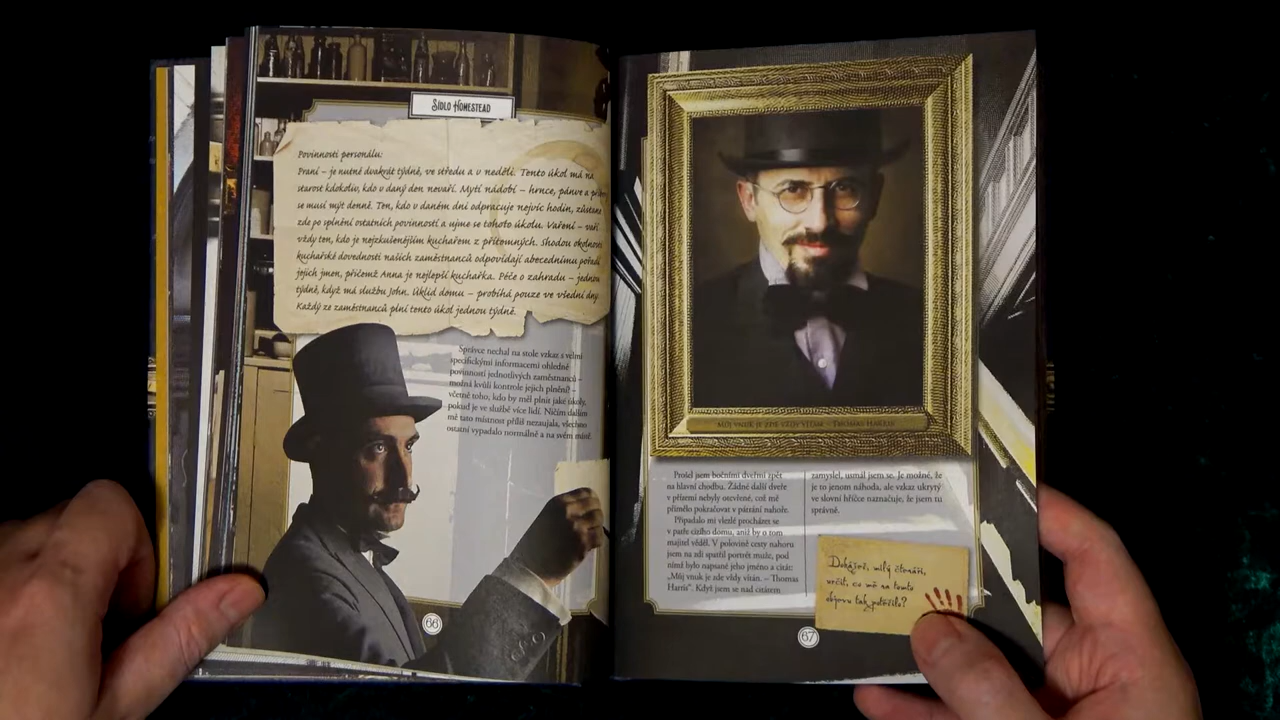 Sídlo Homestead
Povinnosti personálu:
Praní – je nutné dvakrát týdně, ve středu a v neděli. Tento úkol má na
starost kdokoliv, kdo v daný den nevaří. Mytí nádobí – hrnce, pánve a
se musí mýt denně. Ten, kdo v daném dni odpracuje nejvíc hodin, zůstane
zde po splnění ostatních povinností a ujme se tohoto úkolu. Vaření – vaří
vždy ten, kdo je nejzkušenějším kuchařem z přítomných. Shodou okolností
kuchařské dovednosti našich zaměstnanců odpovídají abecednímu pořadí
jejich jmen, přičemž Anna je nejlepší kuchařka. Péče o zahradu – jednou
týdně, když má službu John. Úklid domu – probíhá pouze ve všední dny.
Každý ze zaměstnanců plní tento úkol jednou týdně.
Správce nechal na stole vzkaz s velmi
specifickými informacemi ohledně
povinností jednotlivých zaměstnanců –
možná kvůli kontrole jejich plnění? –
včetně toho, kdo by měl plnit jaké úkoly,
pokud je ve službě více lidí. Ničím dalším
mě tato místnost příliš nezaujala, všechno
ostatní vypadalo normálně a na svém místě.
66
MŮJ VNUK JE ZDE VŽDY VÍTÁN. – THOMAS HARRIS
Prošel jsem bočními dveřmi zpět
na hlavní chodbu. Žádné další dveře
v přízemí nebyly otevřené, což mě
přimělo pokračovat v pátrání nahoře.
Připadalo mi vlezlé procházet se
v patře cizího domu, aniž by o tom
majitel věděl. V polovině cesty nahoru
jsem na zdi spatřil portrét muže, pod
nímž bylo napsané jeho jméno a citát:
„Můj vnuk je zde vždy vítán. – Thomas
Harris“. Když jsem se nad citátem
zamyslel, usmál jsem se. Je možné, že
je to jenom náhoda, ale vzkaz ukrytý
ve slovní hříčce naznačuje, že jsem tu
správně.
Dokážeš, milý čtenáři,
určit, co mě na tomto
objevu tak potěšilo?
67